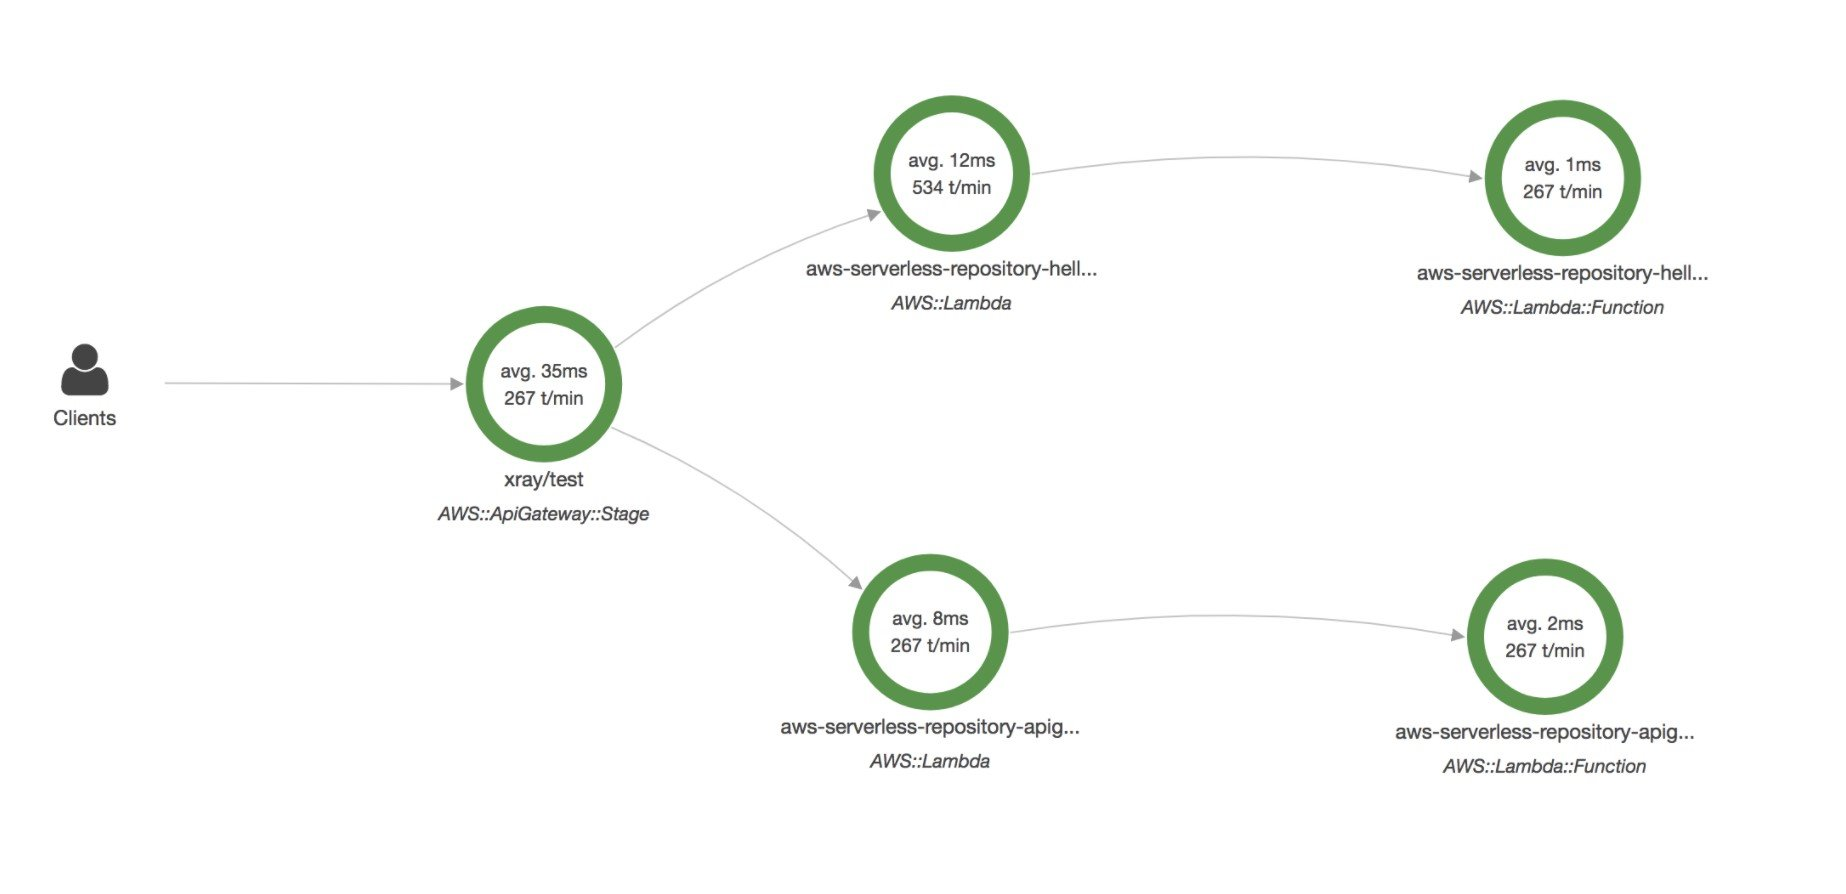 Clients
avg. 35ms
267 t/min
xray/test
AWS::ApiGateway::Stage
avg. 12ms
534 t/min
aws-serverless-repository-hell...
AWS::Lambda
avg. 1ms
267 t/min
aws-serverless-repository-hell...
AWS::Lambda::Function
avg. 8ms
267 t/min
aws-serverless-repository-apig...
AWS::Lambda
avg. 2ms
267 t/min
aws-serverless-repository-apig...
AWS::Lambda::Function